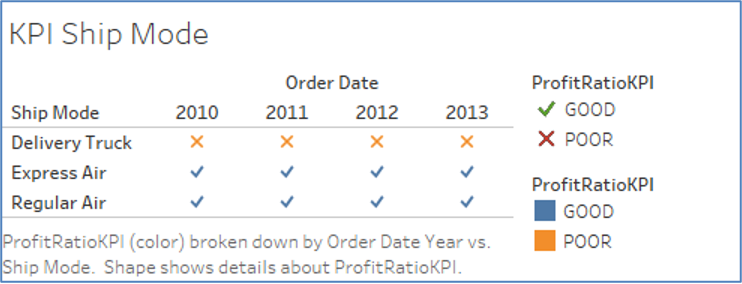 KPI Ship Mode
Order Date
Ship Mode 2010 2011 2012 2013
Delivery Truck
Express Air
Regular Air
ProfitRatioKPI (color) broken down by Order Date Year vs.
Ship Mode. Shape shows details about ProfitRatioKPI.
ProfitRatioKPI
GOOD
POOR
ProfitRatioKPI
GOOD
POOR